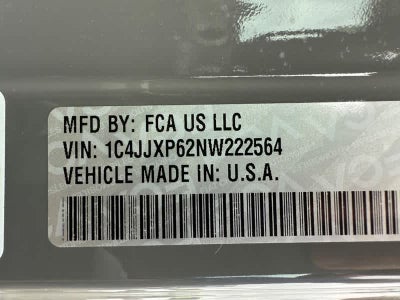 MFD BY: FCA US LLC
VIN: 1C4JJXP62NW222564
VEHICLE MADE IN: U.S.A.